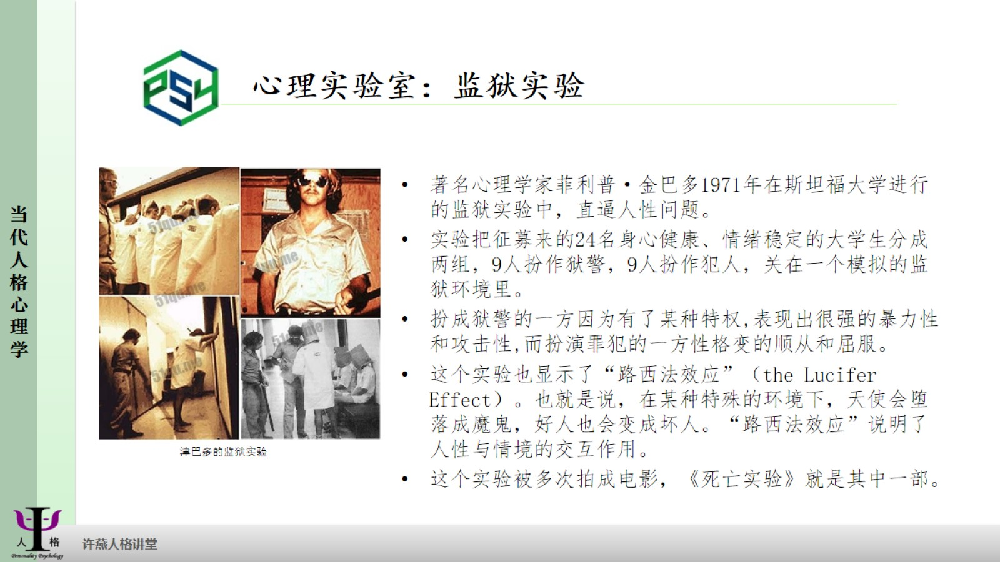 PSY
心理实验室：监狱实验
当代人格心理学
51qu.me
51qu.me
51qu.me
51qu.me
51qu.me
津巴多的监狱实验
• 著名心理学家菲利普·金巴多1971年在斯坦福大学进行
的监狱实验中，直逼人性问题。
• 实验把征募来的24名身心健康、情绪稳定的大学生分成
两组，9人扮作狱警，9人扮作犯人，关在一个模拟的监
狱环境里。
• 扮成狱警的一方因为有了某种特权,表现出很强的暴力性
和攻击性,而扮演罪犯的一方性格变的顺从和屈服。
• 这个实验也显示了“路西法效应”（the Lucifer
Effect）。也就是说，在某种特殊的环境下，天使会堕
落成魔鬼，好人也会变成坏人。“路西法效应”说明了
人性与情境的交互作用。
• 这个实验被多次拍成电影，《死亡实验》就是其中一部。
人 格
Personality Psychology
许燕人格讲堂